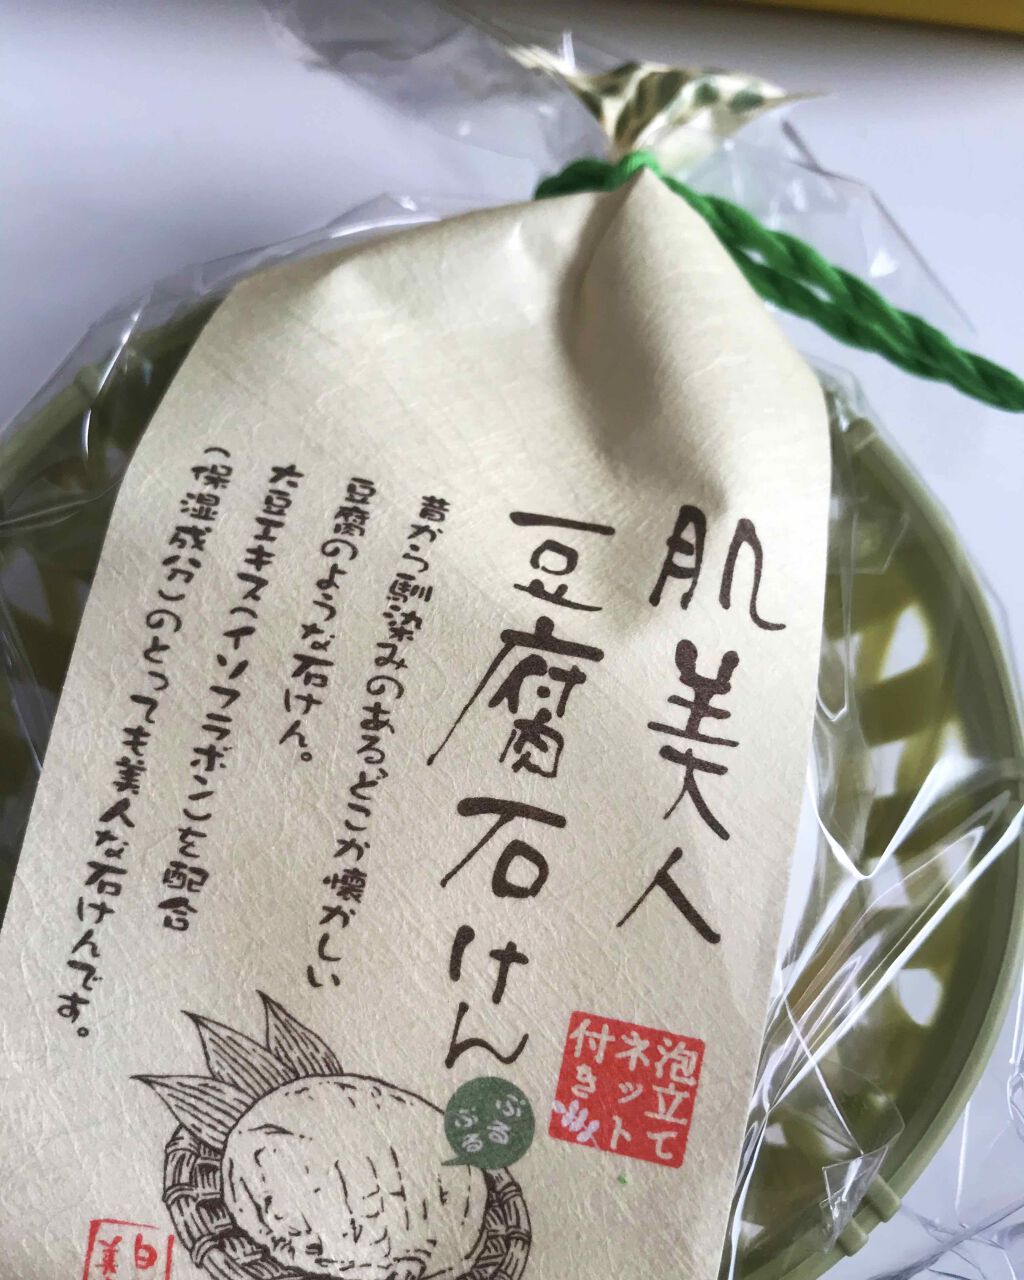 肌美人
豆腐石けん
昔から馴染みのあるどこか懐かしい
豆腐のような石けん。
大豆エキス(イソフラボン)を配合
(保湿成分)のとっても美人な石けんです。
泡立て
ネット
付き
ぷる
ぷる